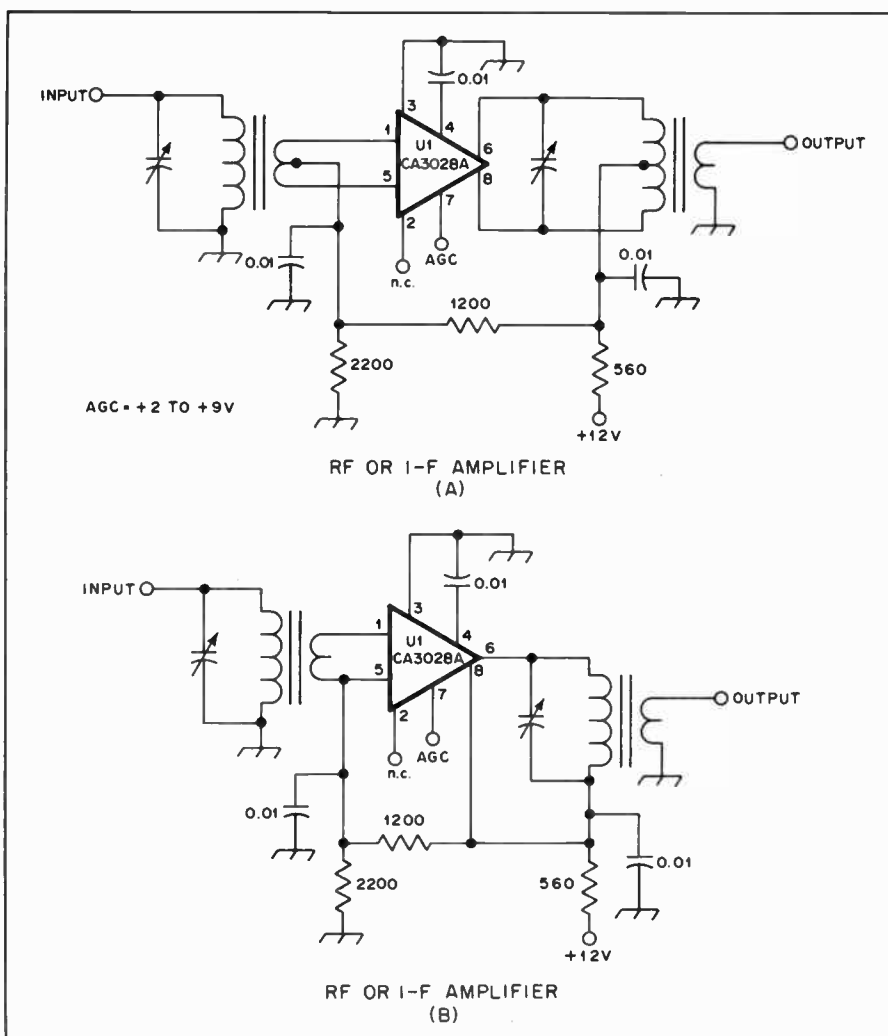 INPUT
1
5
3
0.01
4
U1
CA3028A
6
8
2
7
OUTPUT
0.01
n.c.
AGC
0.01
1200
2200
560
AGC = +2 TO +9V
+12V
RF OR I-F AMPLIFIER
(A)
INPUT
1
5
3
0.01
4
U1
CA3028A
6
8
2
7
OUTPUT
n.c.
AGC
0.01
1200
0.01
2200
560
+12V
RF OR I-F AMPLIFIER
(B)